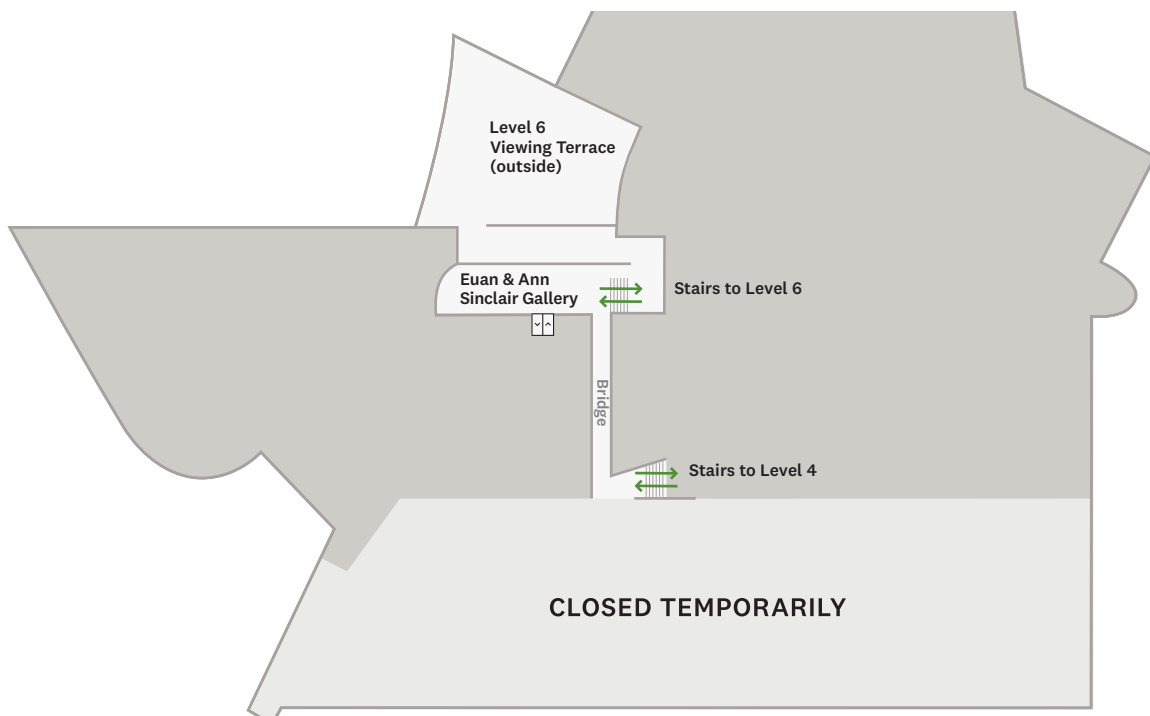 Level 6
Viewing Terrace
(outside)
Euan & Ann
Sinclair Gallery
Stairs to Level 6
Bridge
Stairs to Level 4
CLOSED TEMPORARILY